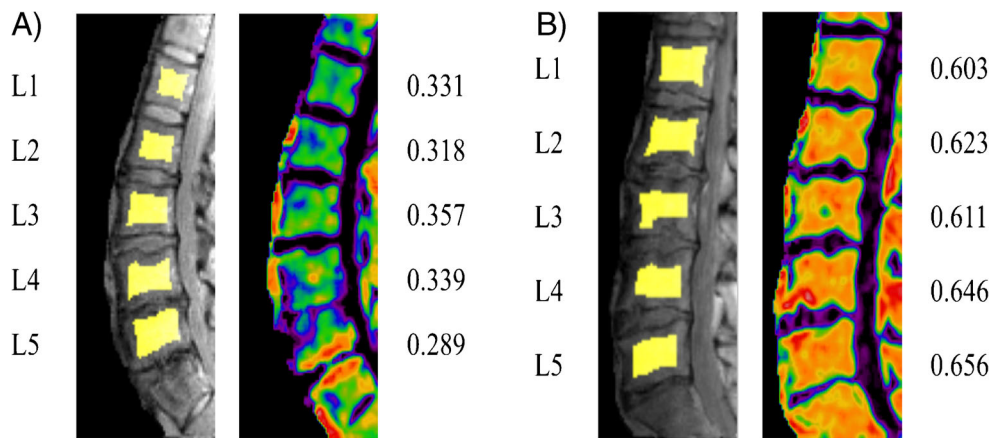 A)
L1 0.331
L2 0.318
L3 0.357
L4 0.339
L5 0.289
B)
L1 0.603
L2 0.623
L3 0.611
L4 0.646
L5 0.656